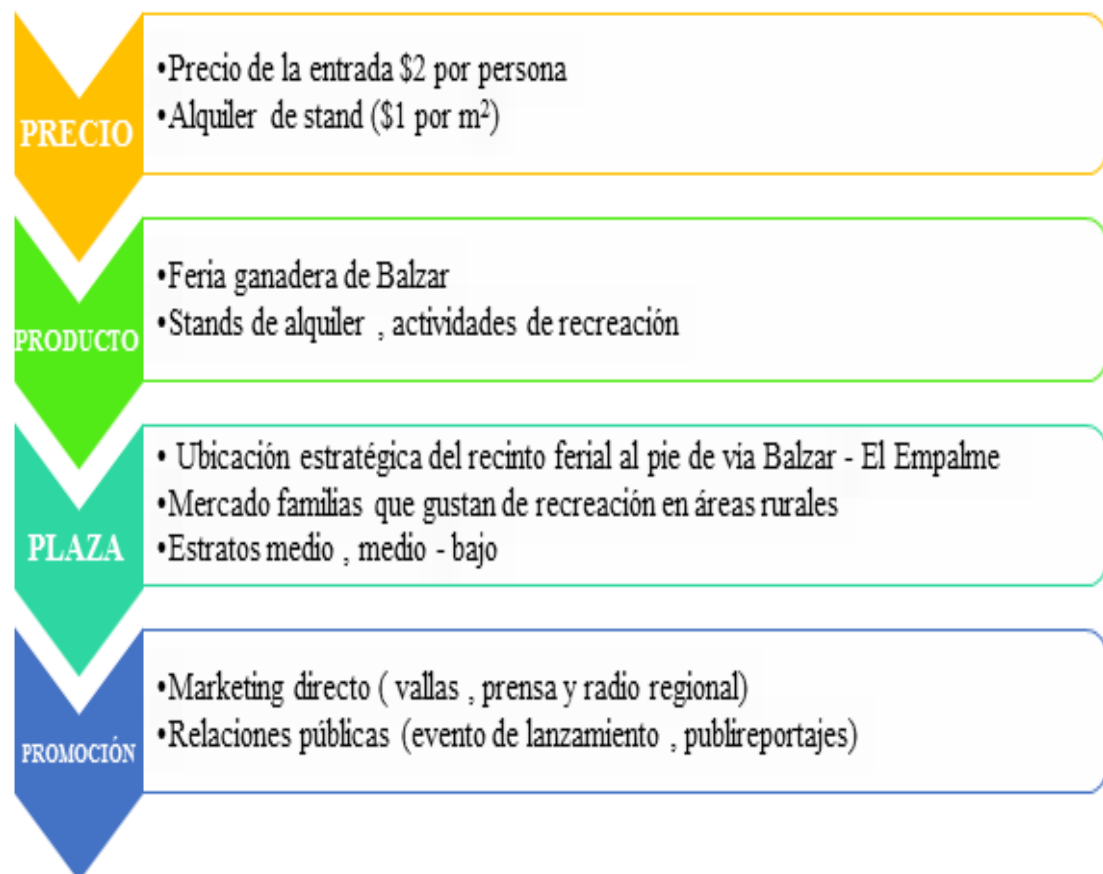 PRECIO
•Precio de la entrada $2 por persona
•Alquiler de stand ($1 por m²)
PRODUCTO
•Feria ganadera de Balzar
•Stands de alquiler , actividades de recreación
PLAZA
• Ubicación estratégica del recinto ferial al pie de via Balzar - El Empalme
•Mercado familias que gustan de recreación en áreas rurales
•Estratos medio , medio - bajo
PROMOCIÓN
•Marketing directo ( vallas , prensa y radio regional)
•Relaciones públicas (evento de lanzamiento , publireportajes)